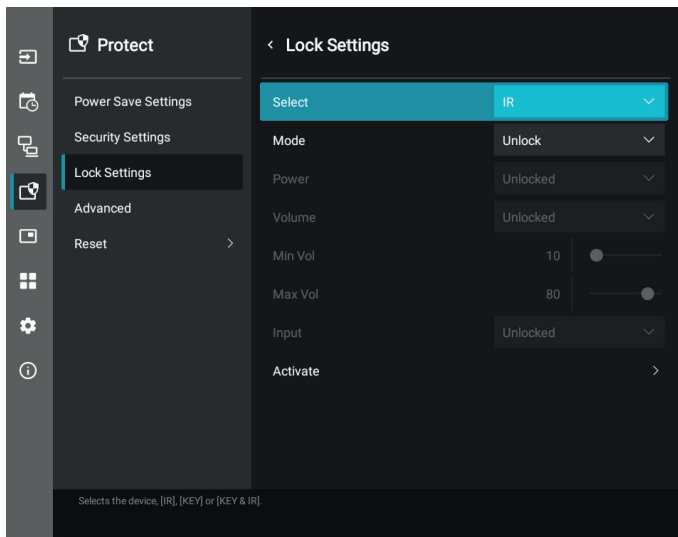 Protect
Power Save Settings
Security Settings
Lock Settings
Advanced
Reset
Lock Settings
Select IR
Mode Unlock
Power Unlocked
Volume Unlocked
Min Vol 10
Max Vol 80
Input Unlocked
Activate
Selects the device, [IR], [KEY] or [KEY & IR].